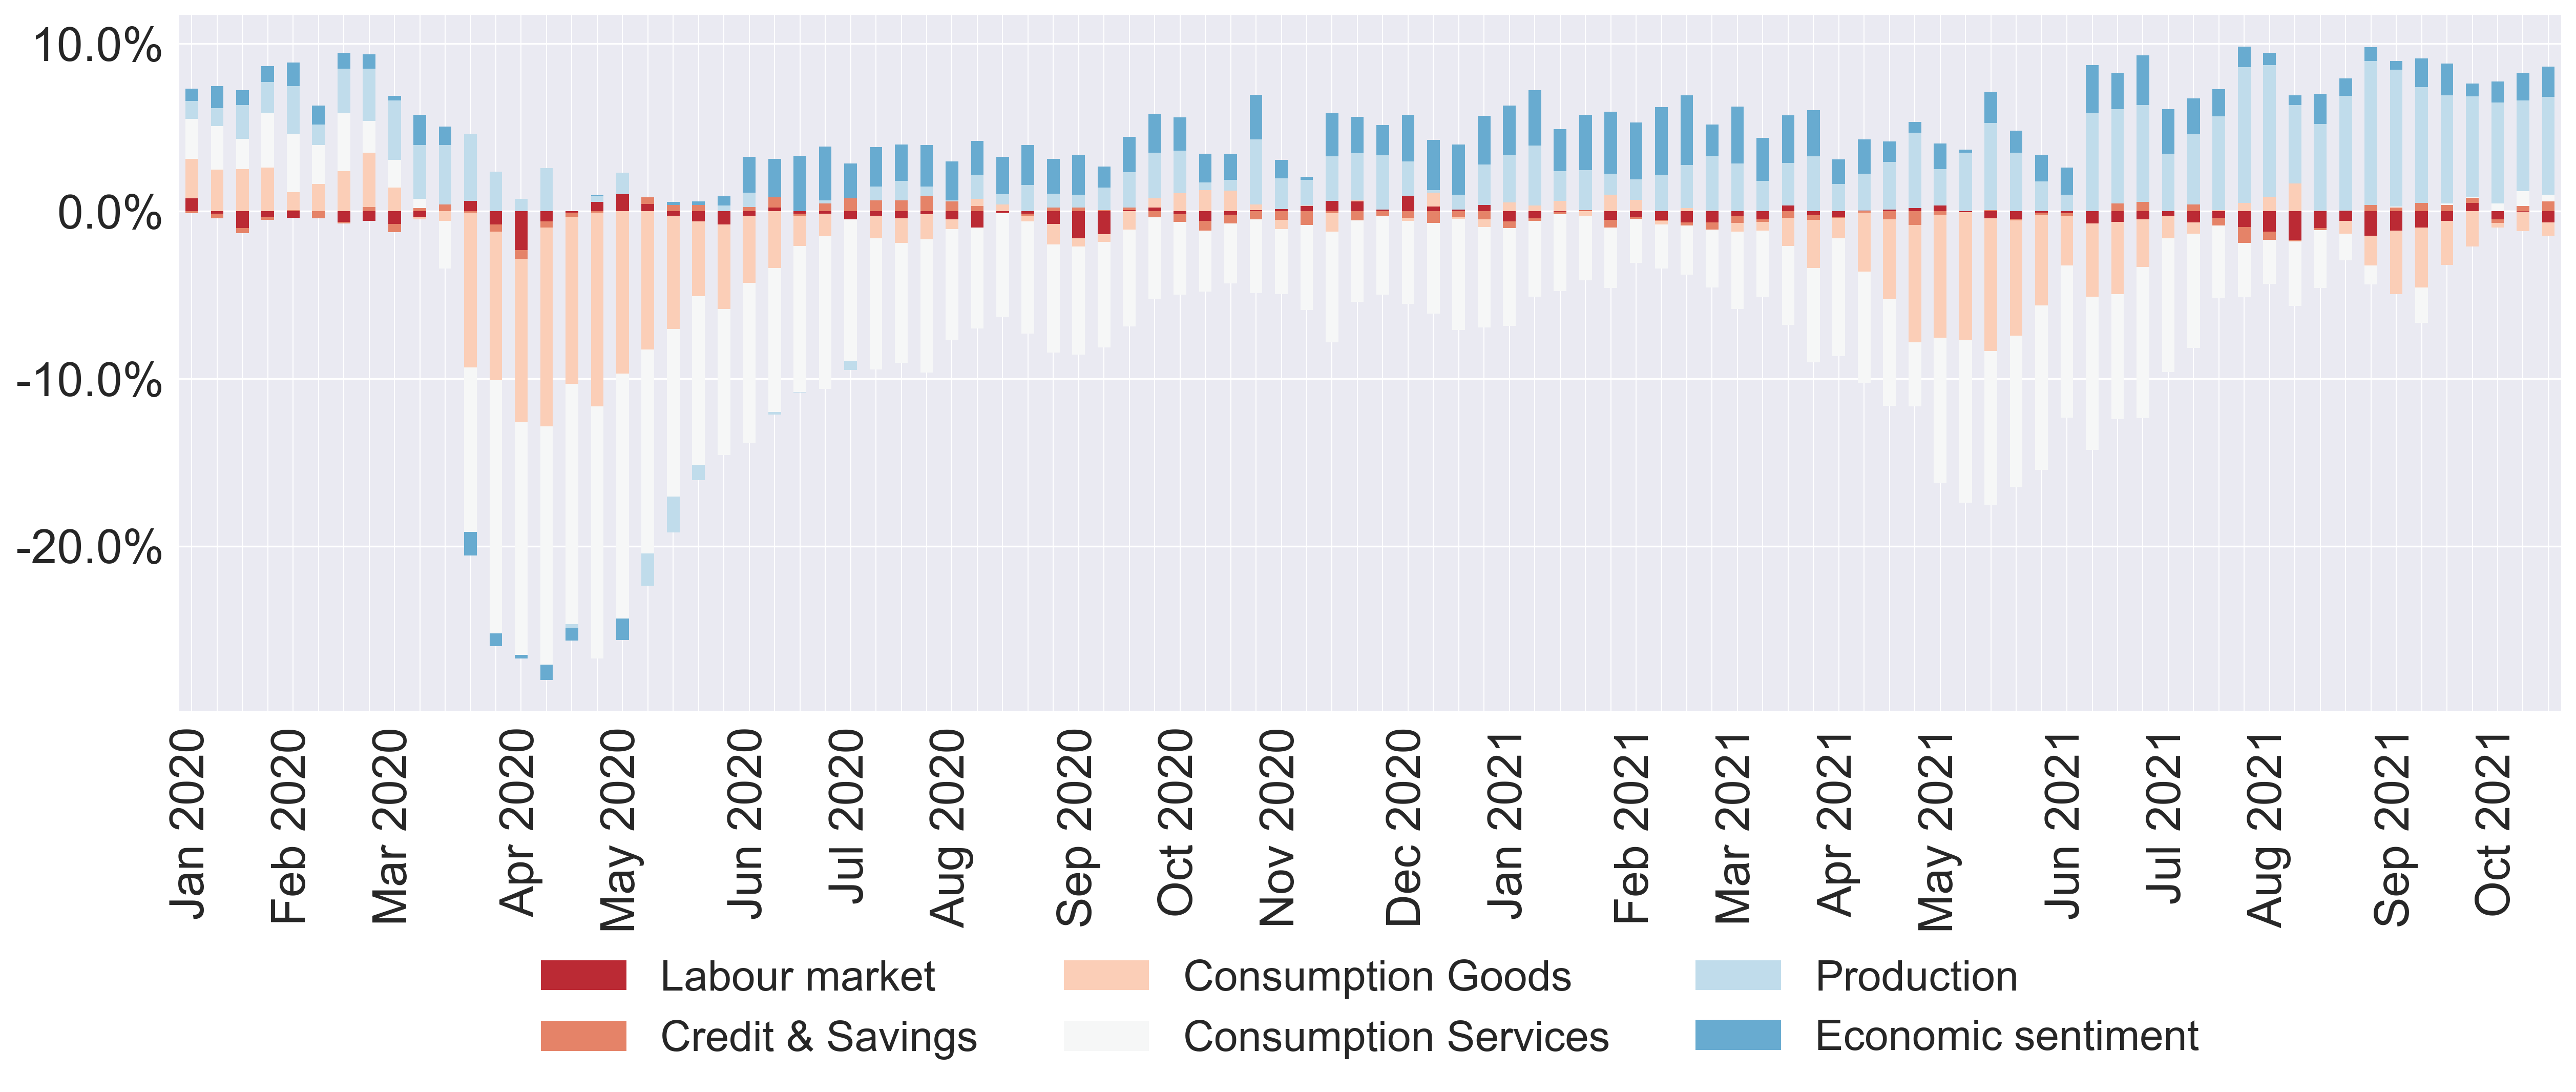 10.0%
0.0%
-10.0%
-20.0%
Jan 2020
Feb 2020
Mar 2020
Apr 2020
May 2020
Jun 2020
Jul 2020
Aug 2020
Sep 2020
Oct 2020
Nov 2020
Dec 2020
Jan 2021
Feb 2021
Mar 2021
Apr 2021
May 2021
Jun 2021
Jul 2021
Aug 2021
Sep 2021
Oct 2021
Labour market
Credit & Savings
Consumption Goods
Consumption Services
Production
Economic sentiment